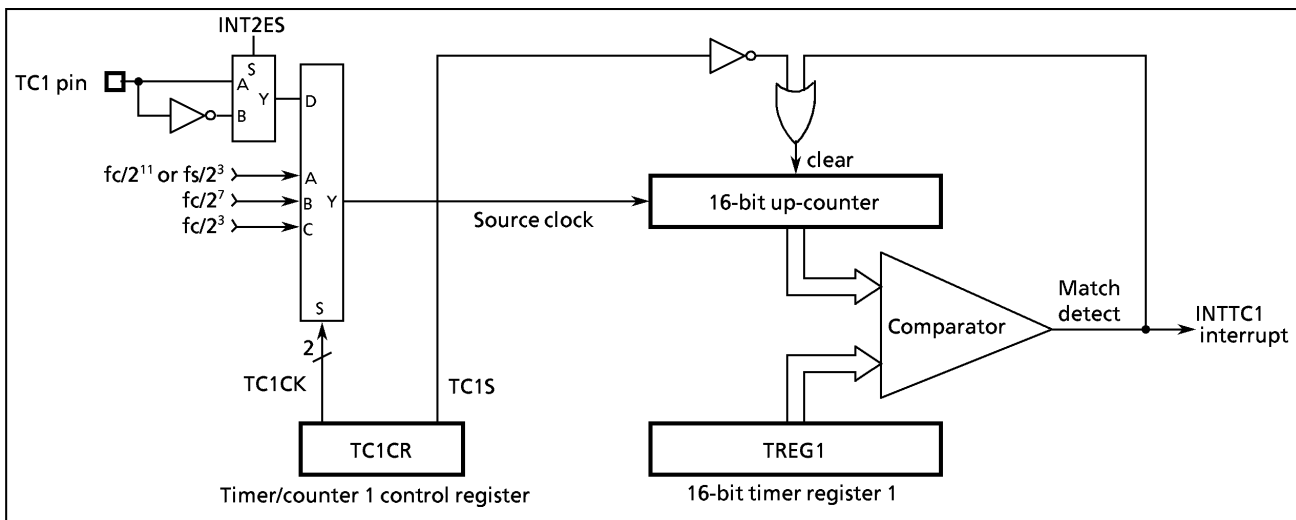 INT2ES
TC1 pin
S
A
Y
B
D
fc/2¹¹ or fs/2³
A
fc/2⁷
B
Y
fc/2³
C
S
2
TC1CK
TC1S
Source clock
clear
16-bit up-counter
Comparator
Match
detect
INTTC1
interrupt
TC1CR
Timer/counter 1 control register
TREG1
16-bit timer register 1